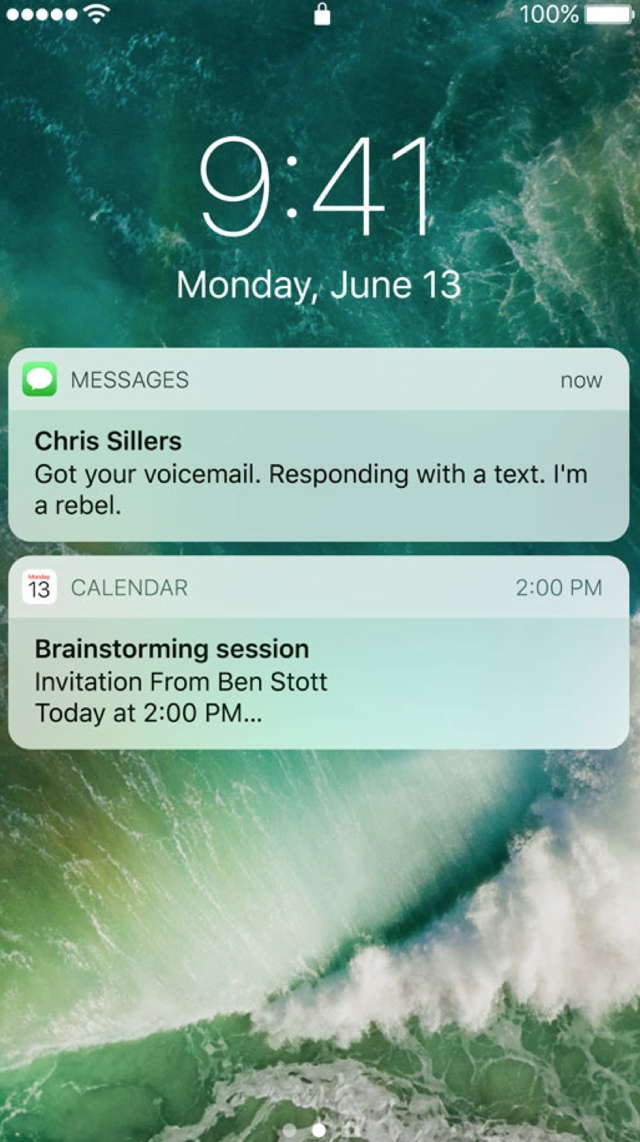 100%
9:41
Monday, June 13
MESSAGES now
Chris Sillers
Got your voicemail. Responding with a text. I'm
a rebel.
Monday
13 CALENDAR 2:00 PM
Brainstorming session
Invitation From Ben Stott
Today at 2:00 PM...